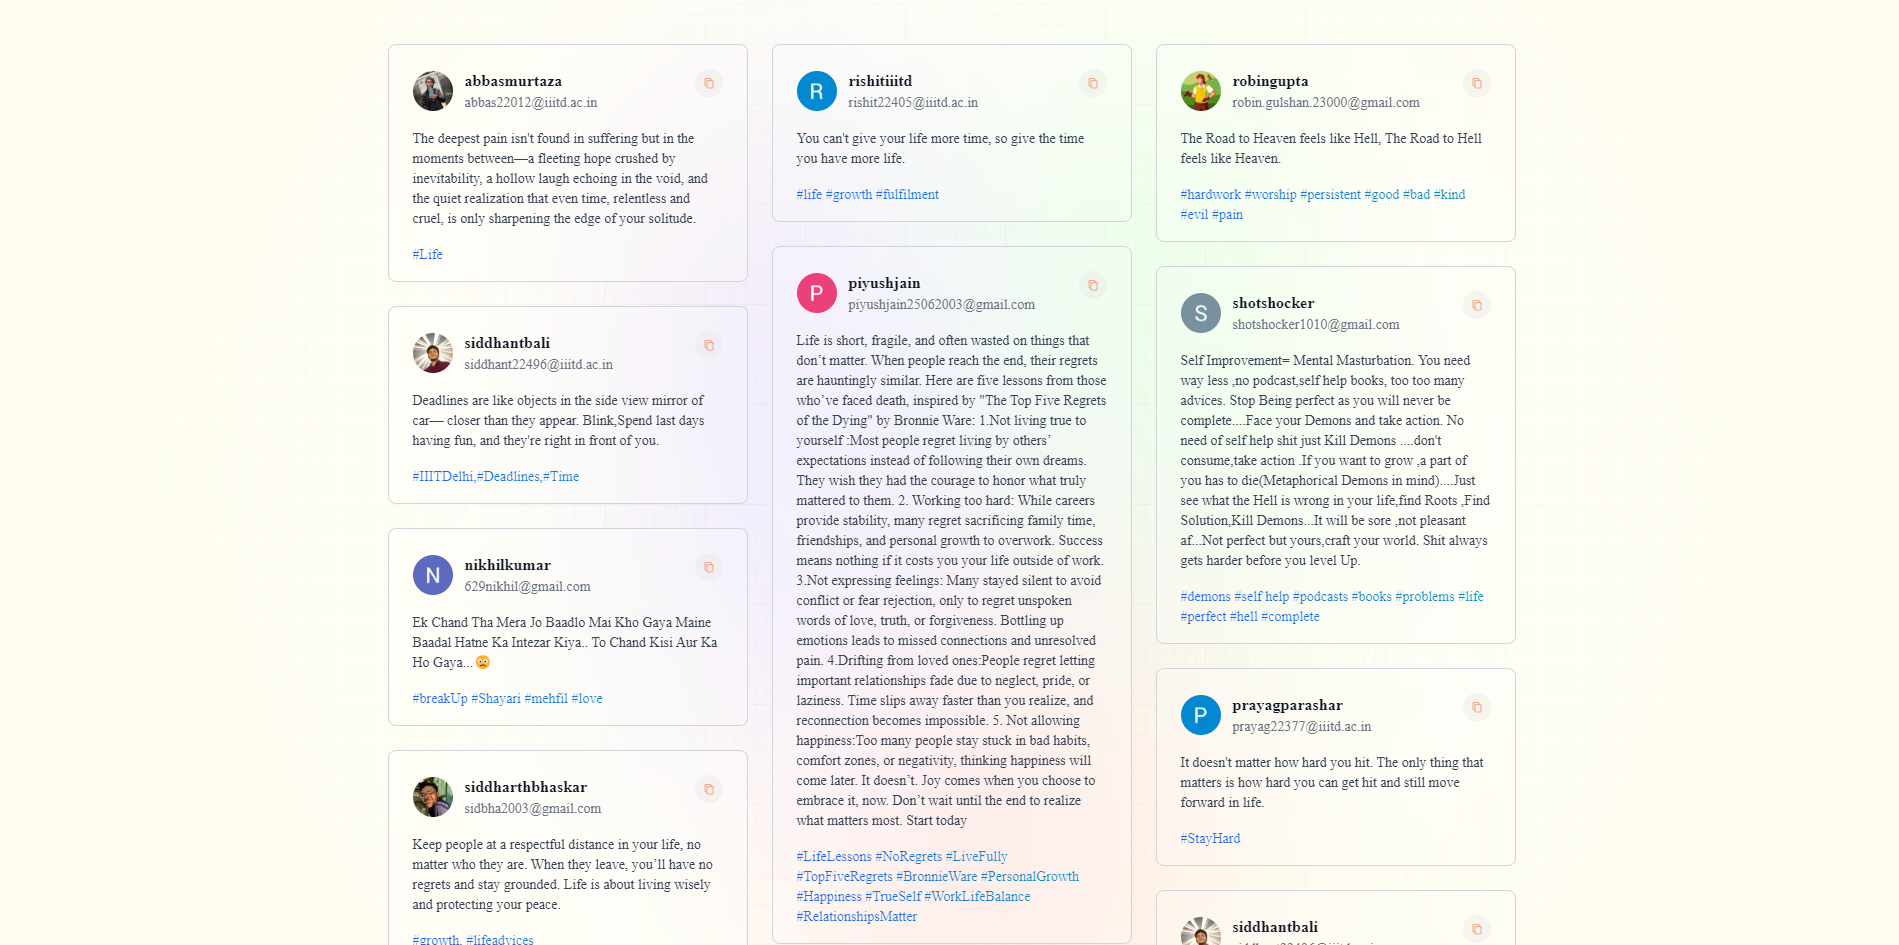 abbasmurtaza
abbas22012@iiitd.ac.in
The deepest pain isn't found in suffering but in the
moments between—a fleeting hope crushed by
inevitability, a hollow laugh echoing in the void, and
the quiet realization that even time, relentless and
cruel, is only sharpening the edge of your solitude.
#Life
siddhantbali
siddhant22496@iiitd.ac.in
Deadlines are like objects in the side view mirror of
car— closer than they appear. Blink,Spend last days
having fun, and they're right in front of you.
#IIITDelhi,#Deadlines,#Time
N
nikhilkumar
629nikhil@gmail.com
Ek Chand Tha Mera Jo Baadlo Mai Kho Gaya Maine
Baadal Hatne Ka Intezar Kiya.. To Chand Kisi Aur Ka
Ho Gaya...😳
#breakUp #Shayari #mehfil #love
siddharthbhaskar
sidbha2003@gmail.com
Keep people at a respectful distance in your life, no
matter who they are. When they leave, you’ll have no
regrets and stay grounded. Life is about living wisely
and protecting your peace.
#growth, #lifeadvices
R
rishitiiitd
rishit22405@iiitd.ac.in
You can't give your life more time, so give the time
you have more life.
#life #growth #fulfilment
P
piyushjain
piyushjain25062003@gmail.com
Life is short, fragile, and often wasted on things that
don’t matter. When people reach the end, their regrets
are hauntingly similar. Here are five lessons from those
who’ve faced death, inspired by "The Top Five Regrets
of the Dying" by Bronnie Ware: 1.Not living true to
yourself :Most people regret living by others’
expectations instead of following their own dreams.
They wish they had the courage to honor what truly
mattered to them. 2. Working too hard: While careers
provide stability, many regret sacrificing family time,
friendships, and personal growth to overwork. Success
means nothing if it costs you your life outside of work.
3.Not expressing feelings: Many stayed silent to avoid
conflict or fear rejection, only to regret unspoken
words of love, truth, or forgiveness. Bottling up
emotions leads to missed connections and unresolved
pain. 4.Drifting from loved ones:People regret letting
important relationships fade due to neglect, pride, or
laziness. Time slips away faster than you realize, and
reconnection becomes impossible. 5. Not allowing
happiness:Too many people stay stuck in bad habits,
comfort zones, or negativity, thinking happiness will
come later. It doesn’t. Joy comes when you choose to
embrace it, now. Don’t wait until the end to realize
what matters most. Start today
#LifeLessons #NoRegrets #LiveFully
#TopFiveRegrets #BronnieWare #PersonalGrowth
#Happiness #TrueSelf #WorkLifeBalance
#RelationshipsMatter
robingupta
robin.gulshan.23000@gmail.com
The Road to Heaven feels like Hell, The Road to Hell
feels like Heaven.
#hardwork #worship #persistent #good #bad #kind
#evil #pain
S
shotshocker
shotshocker1010@gmail.com
Self Improvement= Mental Masturbation. You need
way less ,no podcast,self help books, too too many
advices. Stop Being perfect as you will never be
complete....Face your Demons and take action. No
need of self help shit just Kill Demons ....don't
consume,take action .If you want to grow ,a part of
you has to die(Metaphorical Demons in mind)....Just
see what the Hell is wrong in your life,find Roots ,Find
Solution,Kill Demons...It will be sore ,not pleasant
af...Not perfect but yours,craft your world. Shit always
gets harder before you level Up.
#demons #self help #podcasts #books #problems #life
#perfect #hell #complete
P
prayagparashar
prayag22377@iiitd.ac.in
It doesn't matter how hard you hit. The only thing that
matters is how hard you can get hit and still move
forward in life.
#StayHard
siddhantbali